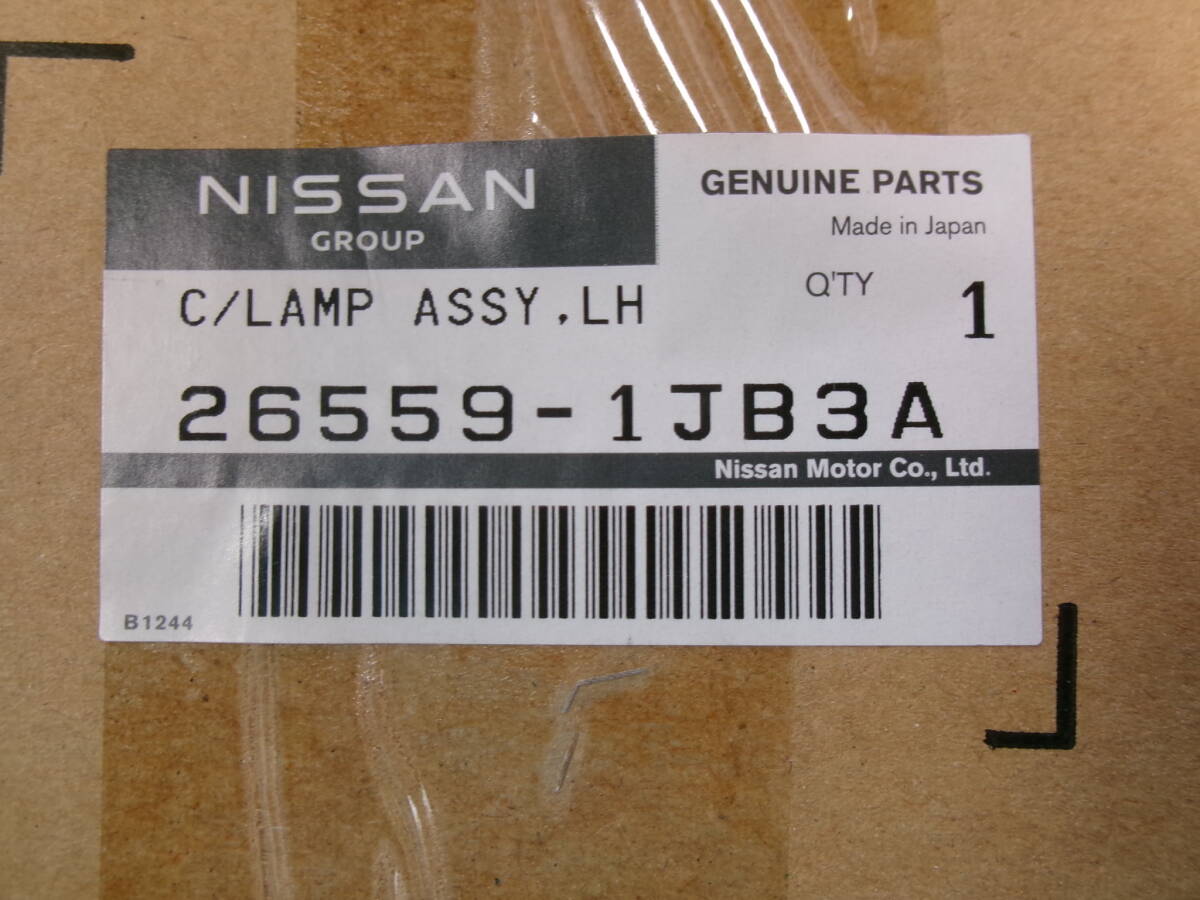 NISSAN
GROUP
GENUINE PARTS
Made in Japan
C/LAMP ASSY,LH
Q'TY 1
26559-1JB3A
Nissan Motor Co., Ltd.
B1244